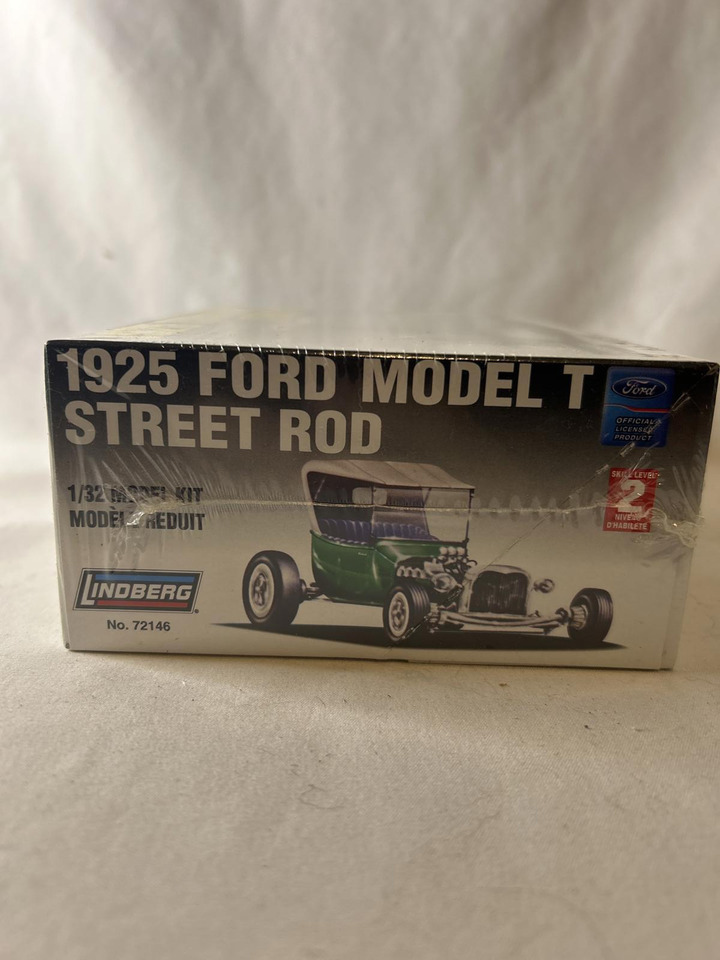 1925 FORD MODEL T
STREET ROD
Ford
OFFICIAL
LICENSED
PRODUCT
1/32 MODEL KIT
MODÈLE REDUIT
SKILL LEVEL
2
NIVEAU
D'HABILETÉ
LINDBERG®
No. 72146